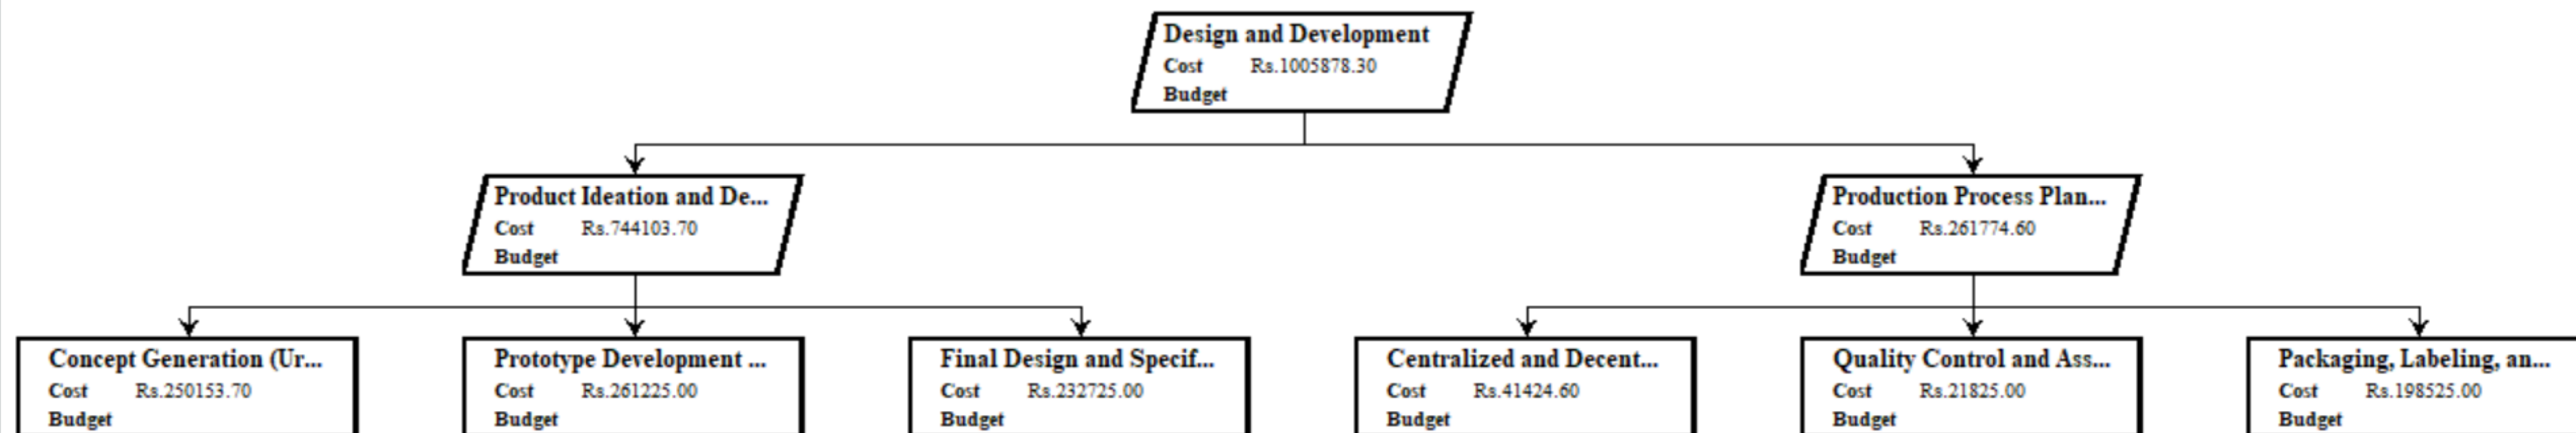 Design and Development
Cost Rs.1005878.30
Budget
Product Ideation and De...
Cost Rs.744103.70
Budget
Production Process Plan...
Cost Rs.261774.60
Budget
Concept Generation (Ur...
Cost Rs.250153.70
Budget
Prototype Development ...
Cost Rs.261225.00
Budget
Final Design and Specif...
Cost Rs.232725.00
Budget
Centralized and Decent...
Cost Rs.41424.60
Budget
Quality Control and Ass...
Cost Rs.21825.00
Budget
Packaging, Labeling, an...
Cost Rs.198525.00
Budget